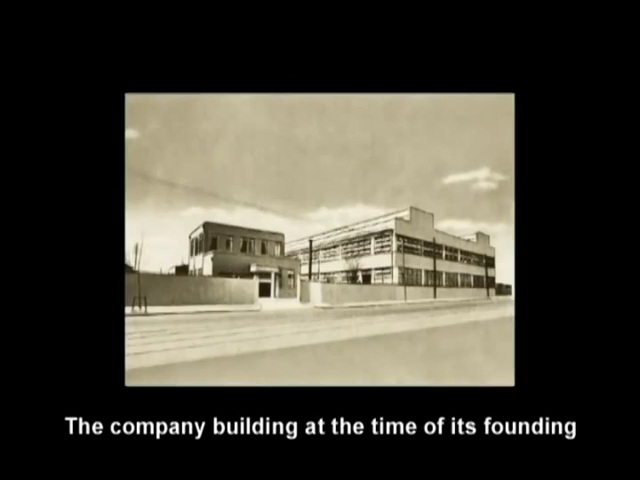 The company building at the time of its founding